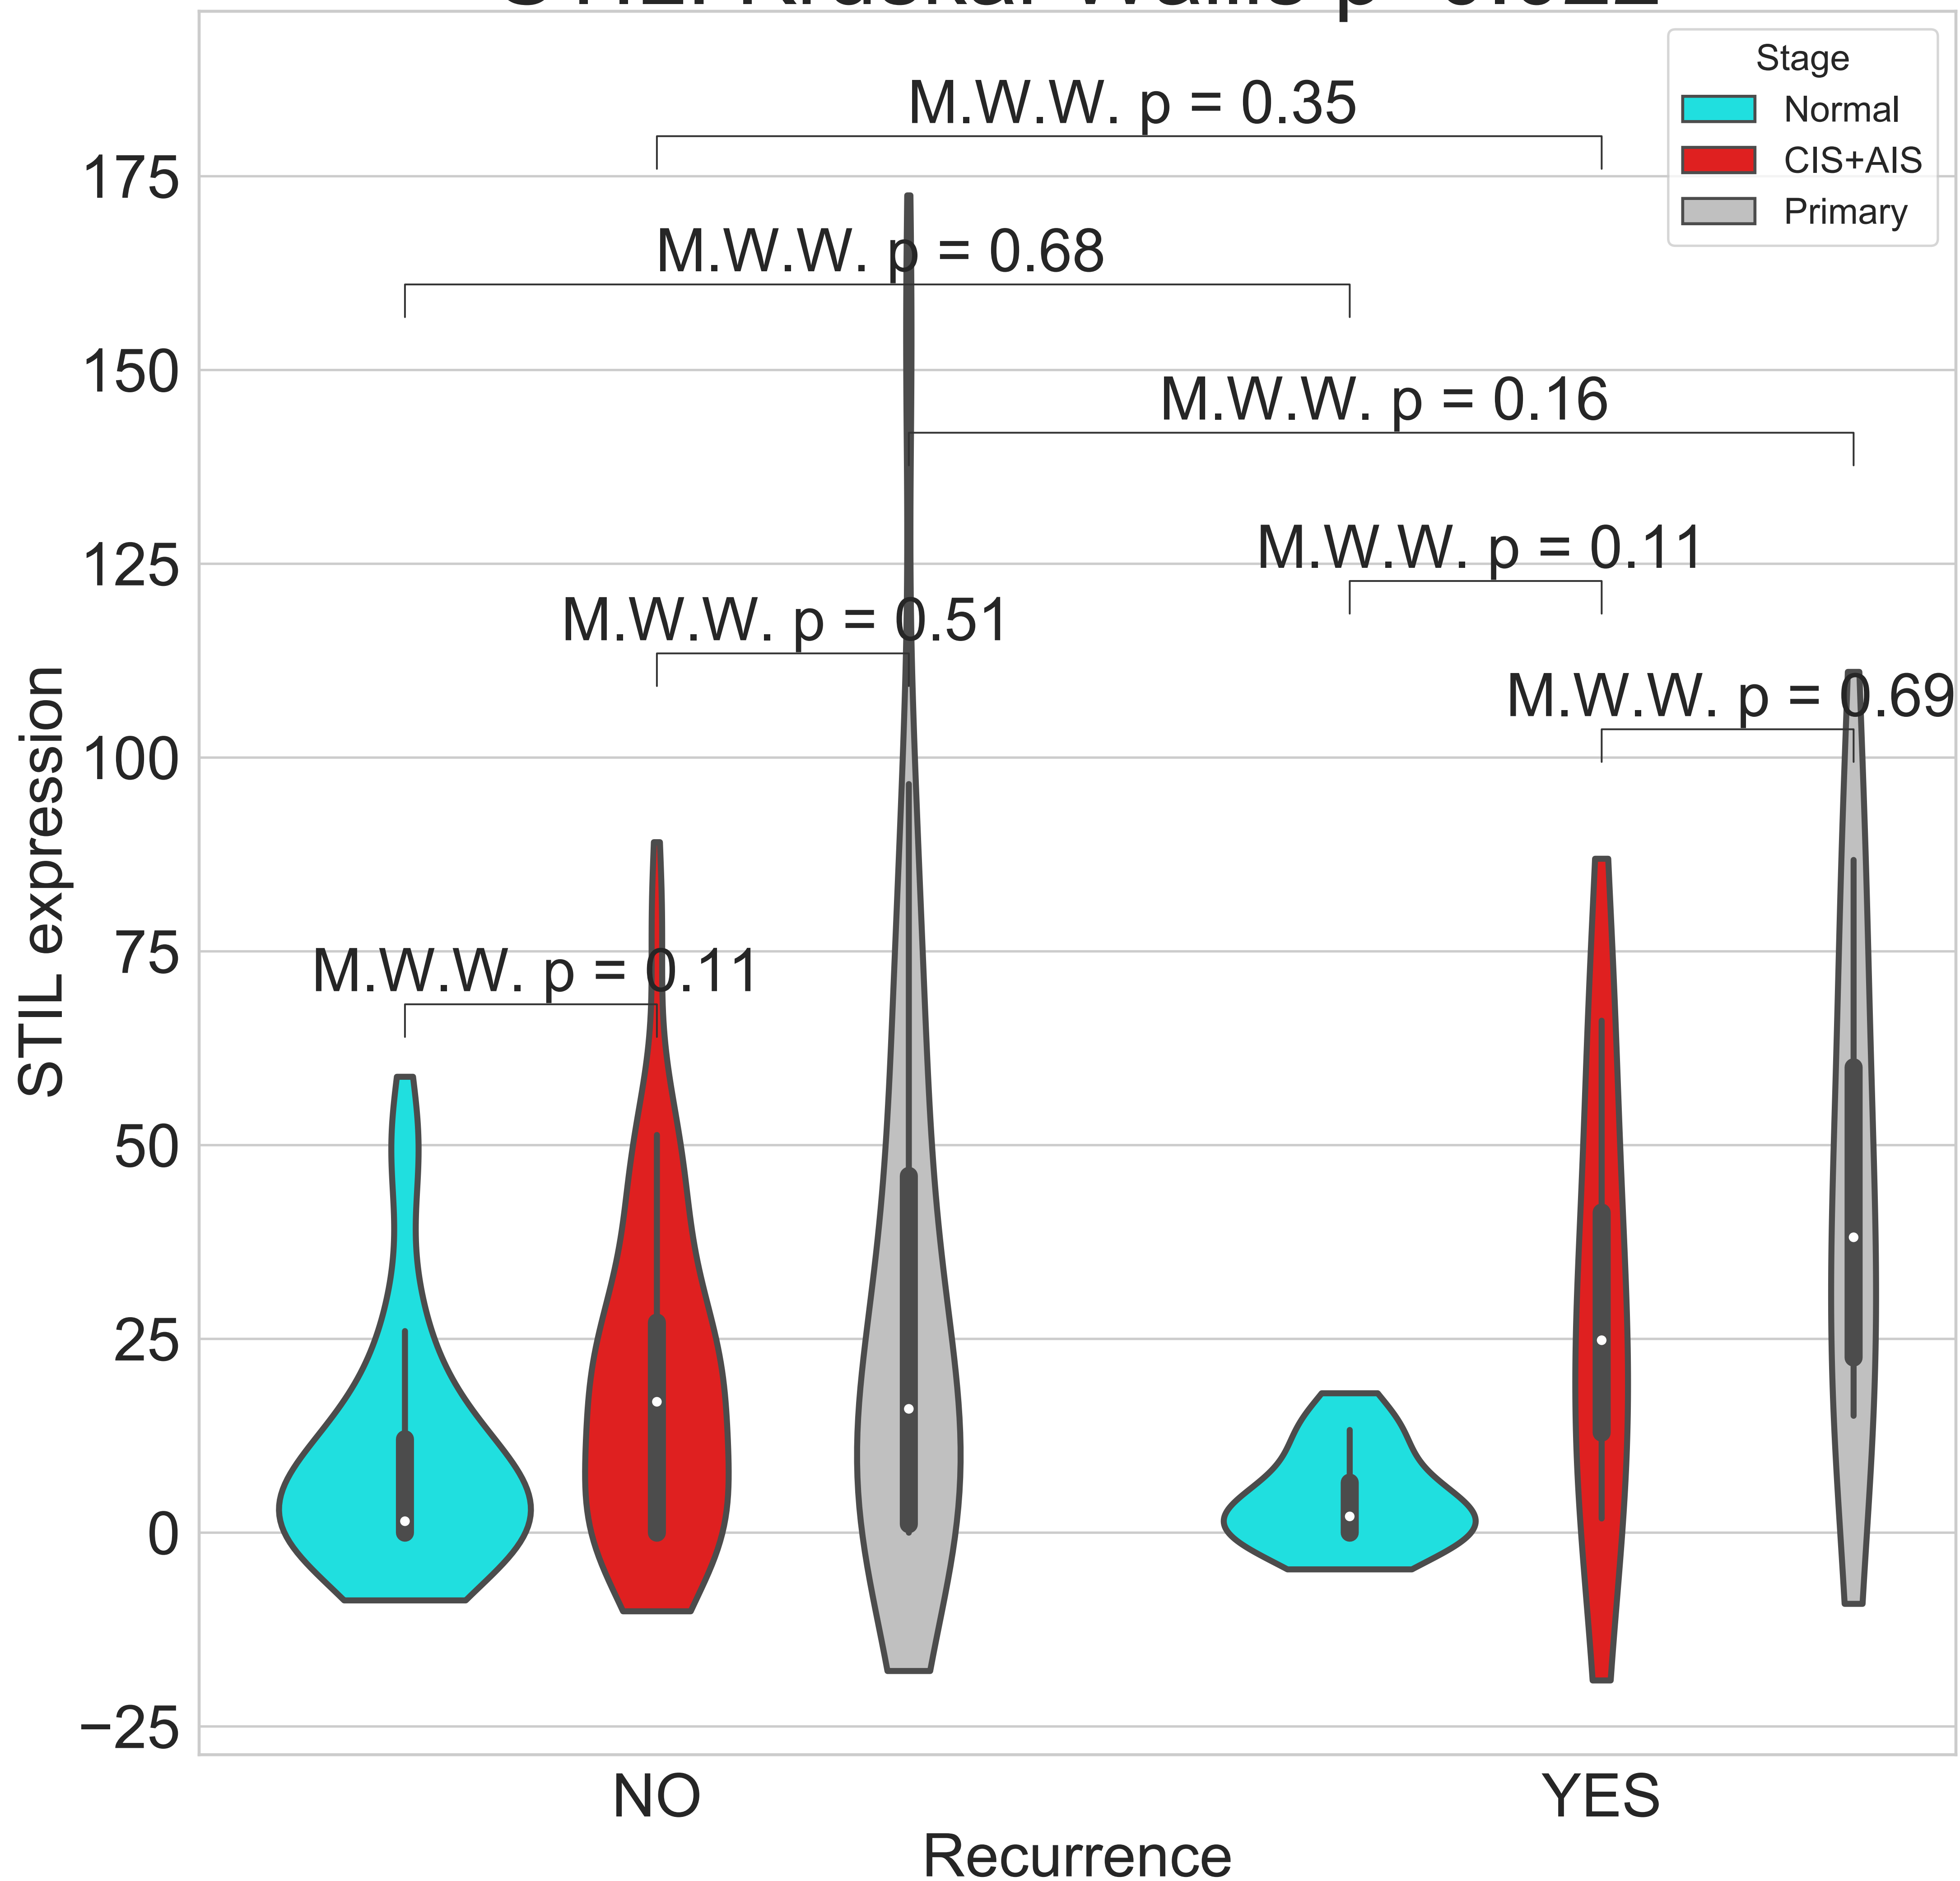 Stage
Normal
CIS+AIS
Primary
M.W.W. p = 0.35
M.W.W. p = 0.68
M.W.W. p = 0.16
M.W.W. p = 0.11
M.W.W. p = 0.51
M.W.W. p = 0.69
M.W.W. p = 0.11
175
150
125
100
75
50
25
0
−25
STIL expression
NO
YES
Recurrence